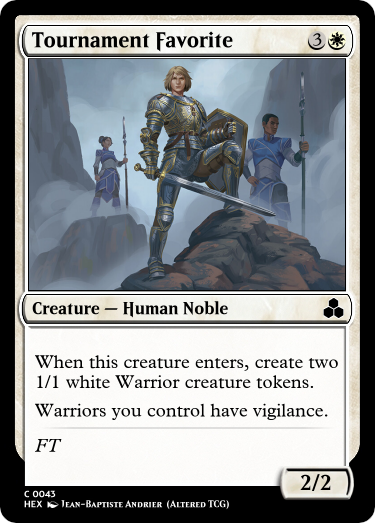 Tournament Favorite 3
Creature — Human Noble
When this creature enters, create two
1/1 white Warrior creature tokens.
Warriors you control have vigilance.
FT
2/2
C 0043
HEX Jean-Baptiste Andrier (Altered TCG)